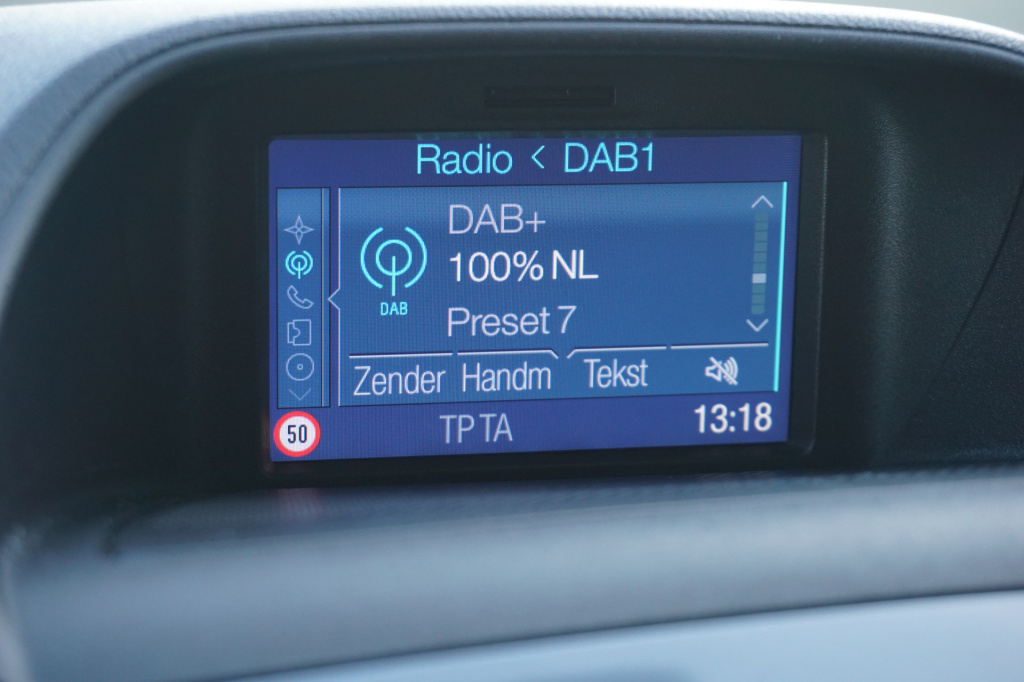 Radio < DAB1
DAB+
100% NL
DAB
Preset 7
Zender Handm Tekst
50 TP TA 13:18